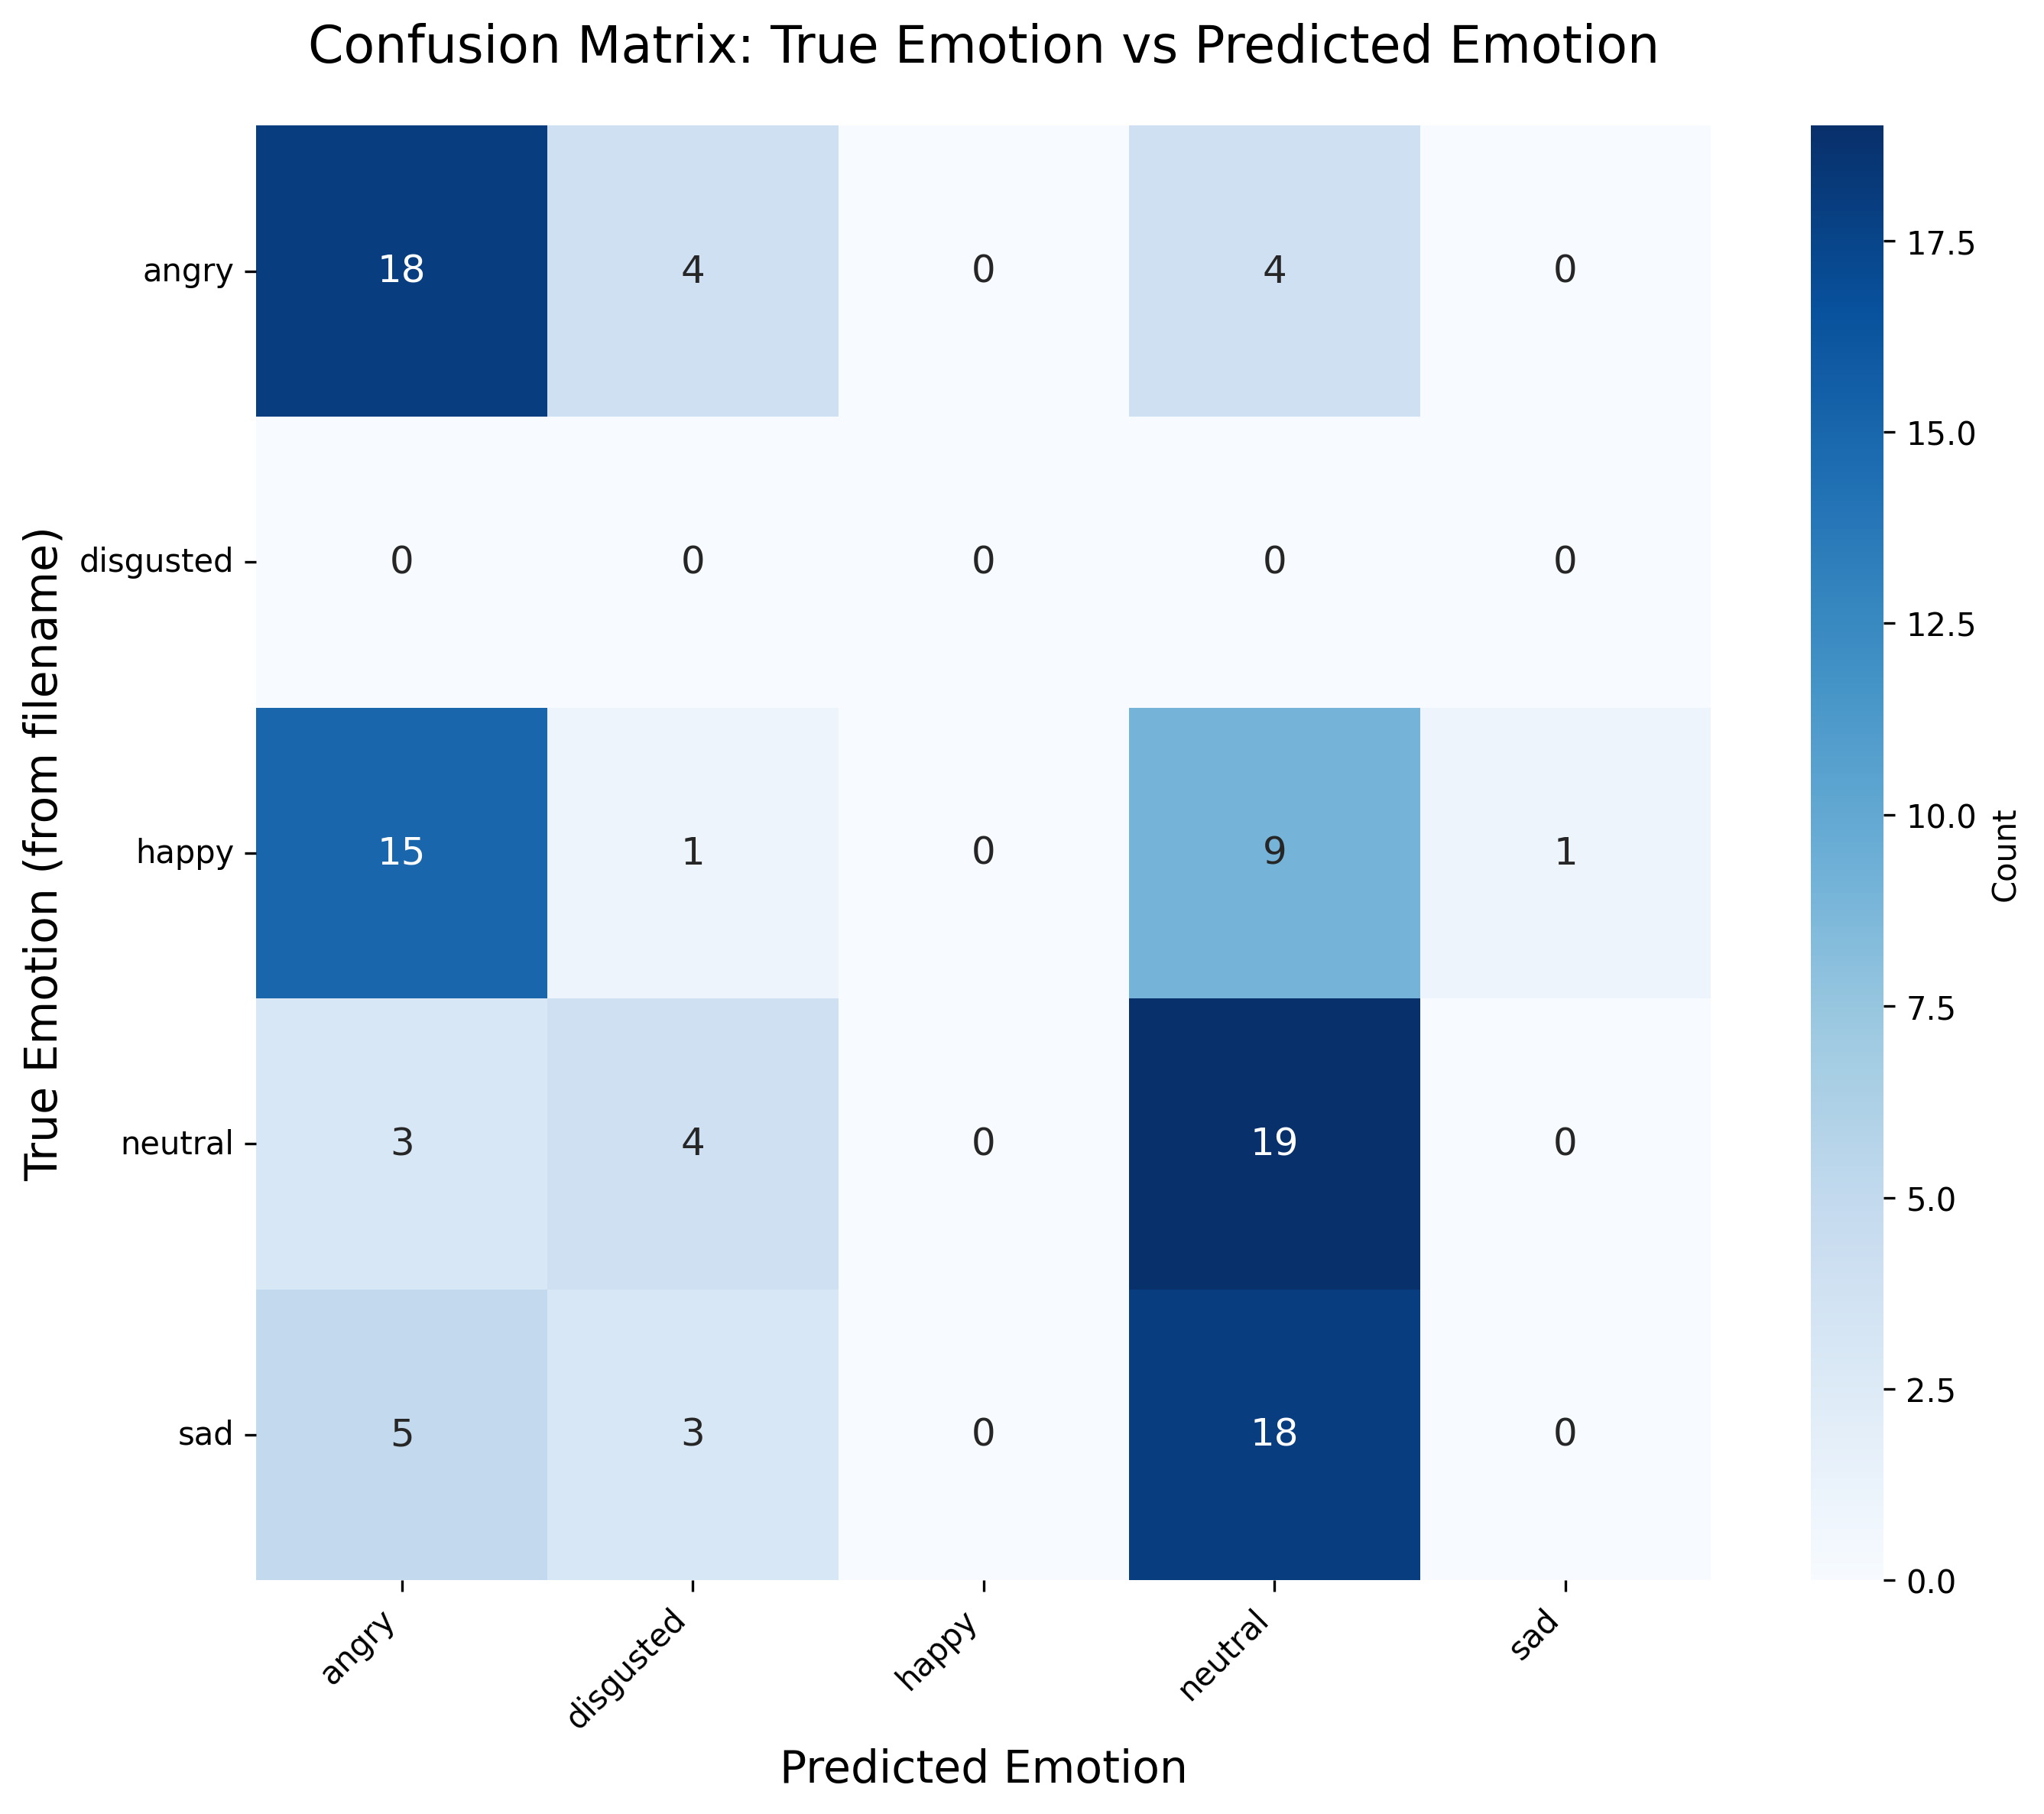 Confusion Matrix: True Emotion vs Predicted Emotion
True Emotion (from filename)
angry 18 4 0 4 0
disgusted 0 0 0 0 0
happy 15 1 0 9 1
neutral 3 4 0 19 0
sad 5 3 0 18 0
angry disgusted happy neutral sad
Predicted Emotion
17.5
15.0
12.5
10.0
7.5
5.0
2.5
0.0
Count